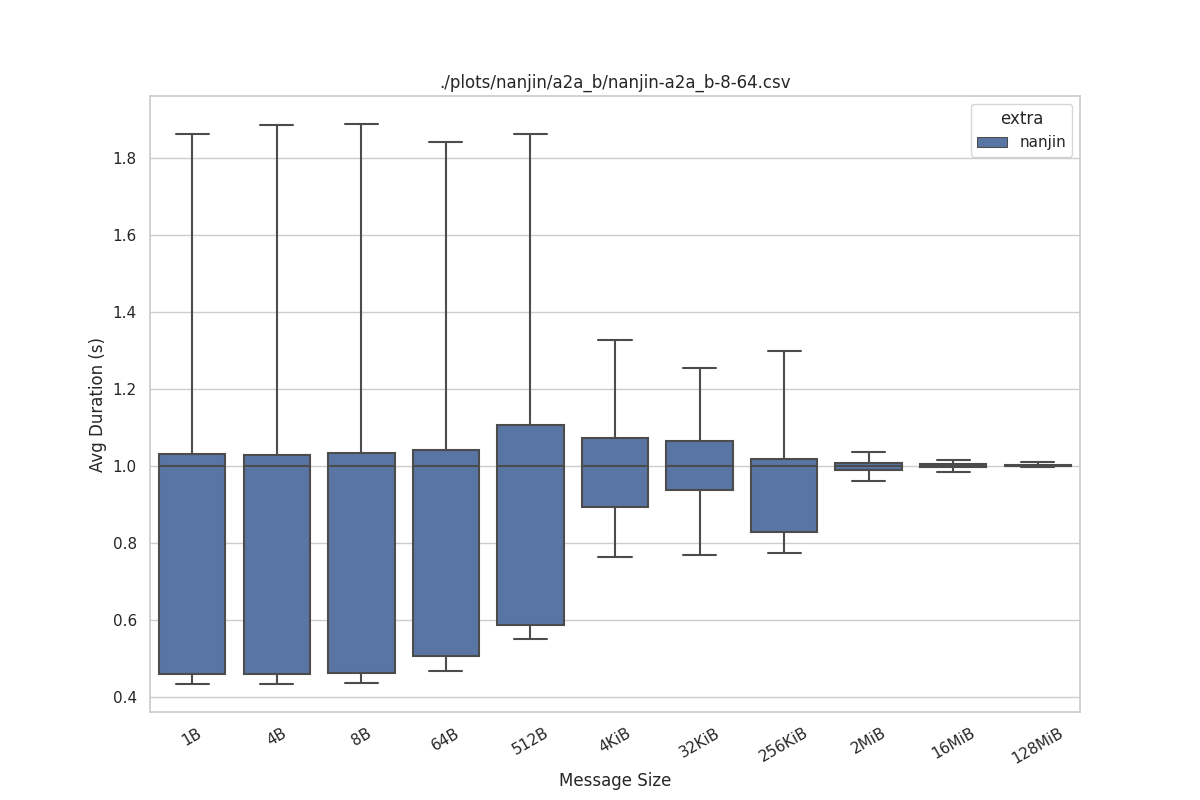 ./plots/nanjin/a2a_b/nanjin-a2a_b-8-64.csv
extra
nanjin
Avg Duration (s)
1.8
1.6
1.4
1.2
1.0
0.8
0.6
0.4
1B
4B
8B
64B
512B
4KiB
32KiB
256KiB
2MiB
16MiB
128MiB
Message Size